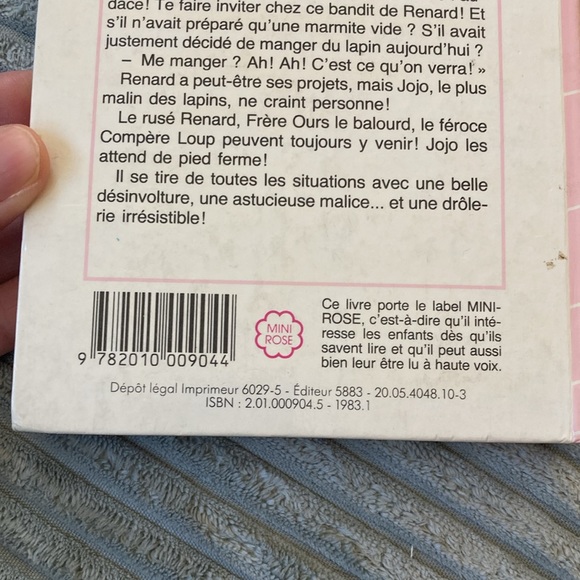 dace! Te faire inviter chez ce bandit de Renard! Et
s'il n'avait préparé qu'une marmite vide ? S'il avait
justement décidé de manger du lapin aujourd'hui ?
– Me manger ? Ah! Ah! C'est ce qu'on verra! »
Renard a peut-être ses projets, mais Jojo, le plus
malin des lapins, ne craint personne!
Le rusé Renard, Frère Ours le balourd, le féroce
Compère Loup peuvent toujours y venir! Jojo les
attend de pied ferme!
Il se tire de toutes les situations avec une belle
désinvolture, une astucieuse malice... et une drôle-
rie irrésistible!
9 782010 009044
MINI
ROSE
Ce livre porte le label MINI-
ROSE, c'est-à-dire qu'il inté-
resse les enfants dès qu'ils
savent lire et qu'il peut aussi
bien leur être lu à haute voix.
Dépôt légal Imprimeur 6029-5 - Éditeur 5883 - 20.05.4048.10-3
ISBN : 2.01.000904.5 - 1983.1